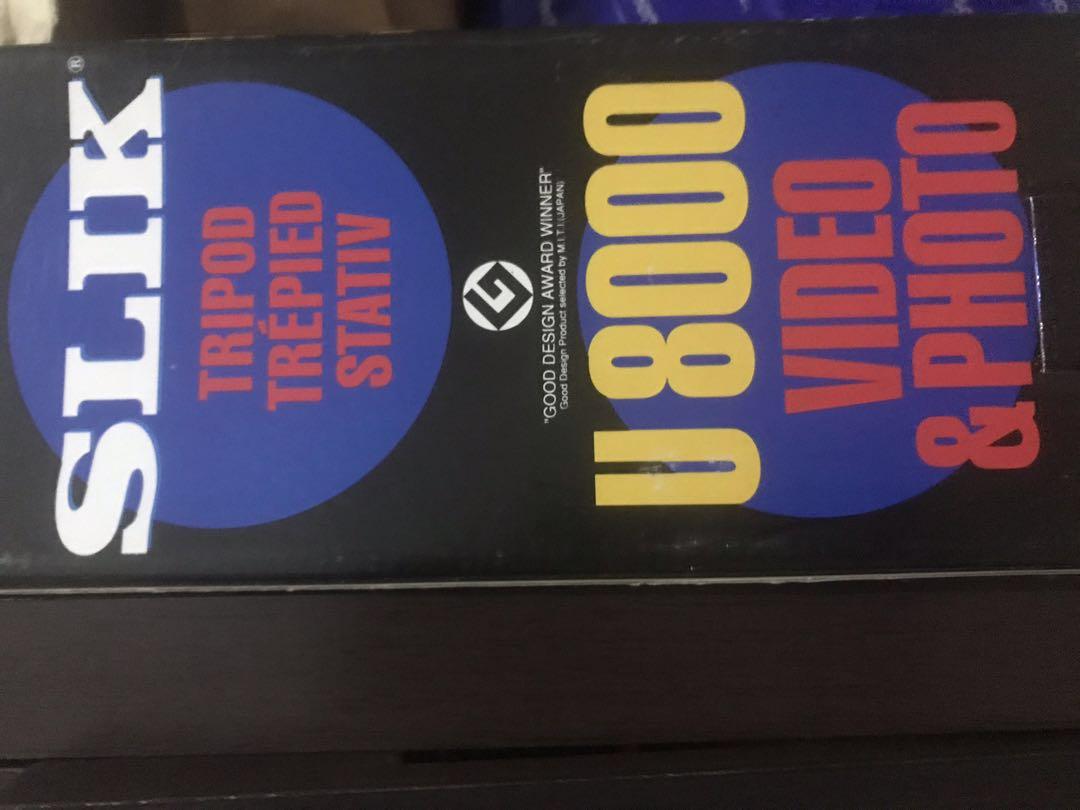 SLIK®
TRIPOD
TRÉPIED
STATIV
G
"GOOD DESIGN AWARD WINNER"
Good Design Product selected by M.I.T.I.(JAPAN)
U 8000
VIDEO
& PHOTO